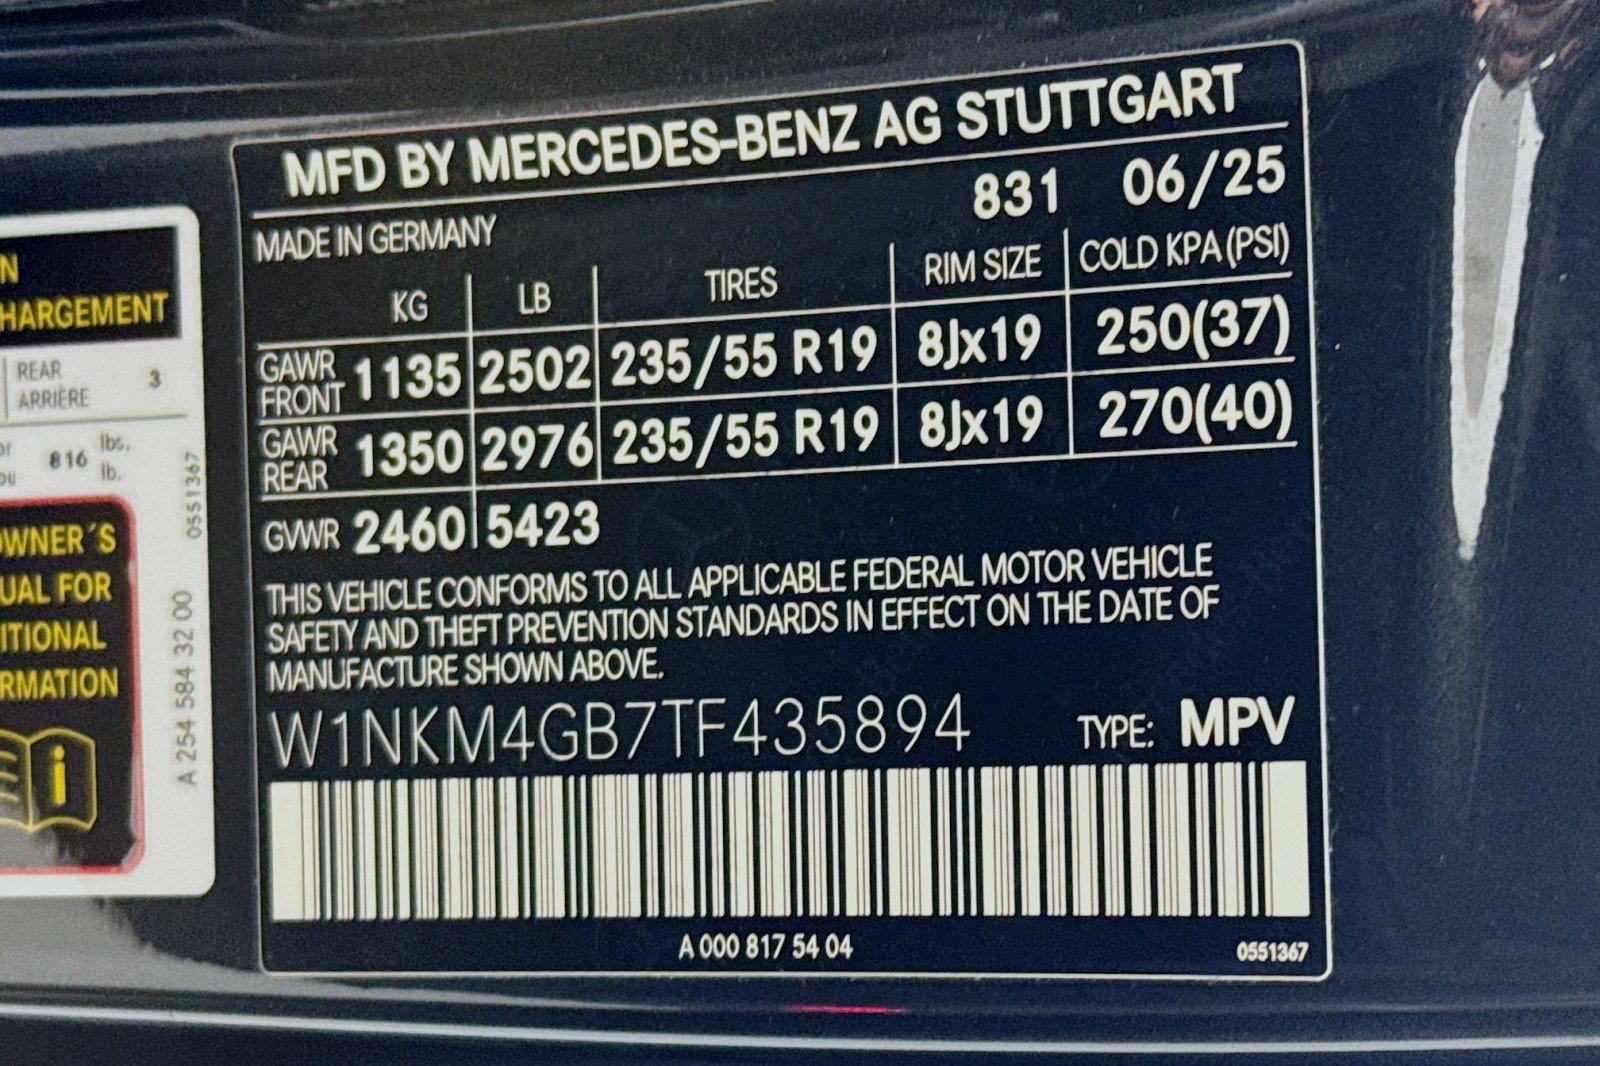 MFD BY MERCEDES-BENZ AG STUTTGART
MADE IN GERMANY 831 06/25
KG LB TIRES RIM SIZE COLD KPA (PSI)
GAWR FRONT 1135 2502 235/55 R19 8Jx19 250(37)
GAWR REAR 1350 2976 235/55 R19 8Jx19 270(40)
GVWR 2460 5423
THIS VEHICLE CONFORMS TO ALL APPLICABLE FEDERAL MOTOR VEHICLE
SAFETY AND THEFT PREVENTION STANDARDS IN EFFECT ON THE DATE OF
MANUFACTURE SHOWN ABOVE.
W1NKM4GB7TF435894 TYPE: MPV
A 000 817 54 04 0551367
N
HARGEMENT
REAR
ARRIÈRE 3
or
ou 816 lbs.
lb.
OWNER´S
UAL FOR
ITIONAL
RMATION
i
A 254 584 32 00 0551367